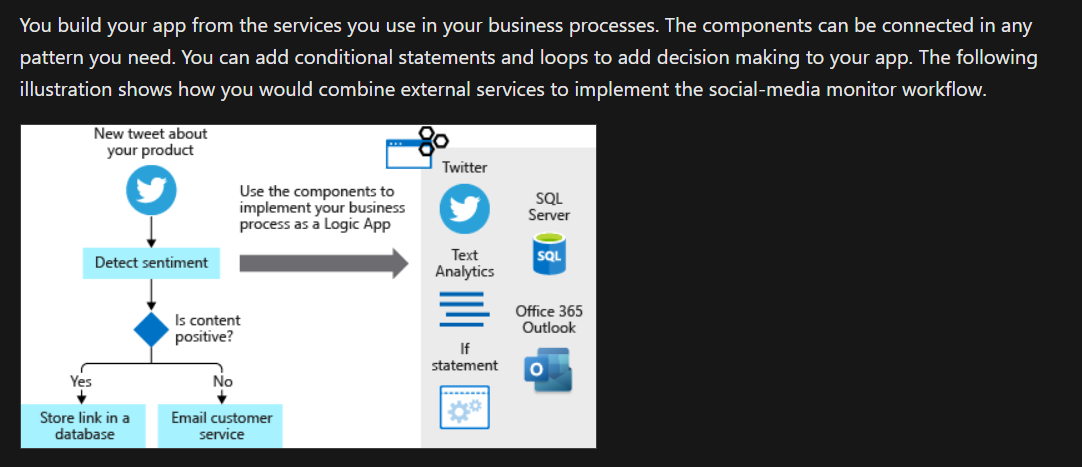 You build your app from the services you use in your business processes. The components can be connected in any
pattern you need. You can add conditional statements and loops to add decision making to your app. The following
illustration shows how you would combine external services to implement the social-media monitor workflow.
New tweet about
your product
Detect sentiment
Is content
positive?
Yes
No
Store link in a
database
Email customer
service
Use the components to
implement your business
process as a Logic App
Twitter
Text
Analytics
If
statement
SQL
Server
SQL
Office 365
Outlook
O